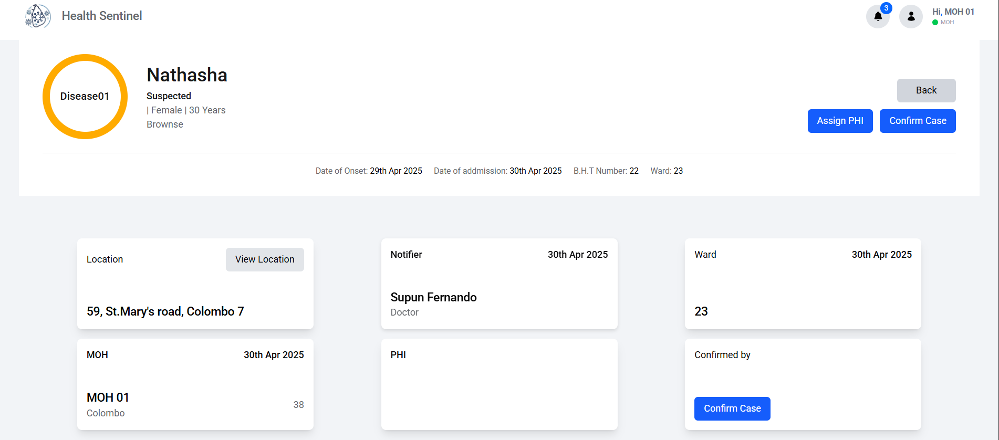 Health Sentinel
3
Hi, MOH 01
MOH
Disease01
Nathasha
Suspected
| Female | 30 Years
Brownse
Back
Assign PHI
Confirm Case
Date of Onset: 29th Apr 2025 Date of addmission: 30th Apr 2025 B.H.T Number: 22 Ward: 23
Location
View Location
59, St.Mary's road, Colombo 7
Notifier
30th Apr 2025
Supun Fernando
Doctor
Ward
30th Apr 2025
23
MOH
30th Apr 2025
MOH 01
Colombo
38
PHI
Confirmed by
Confirm Case